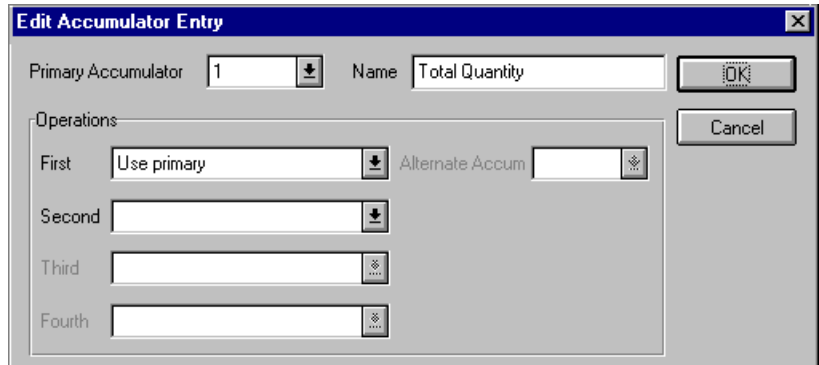 Edit Accumulator Entry
Primary Accumulator 1 Name Total Quantity OK
Operations Cancel
First Use primary Alternate Accum
Second
Third
Fourth